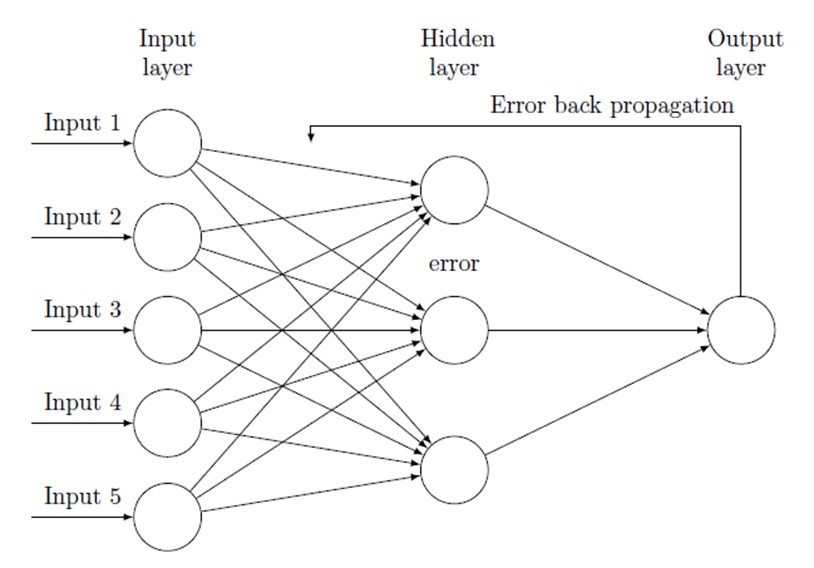 Input
layer
Hidden
layer
Output
layer
Error back propagation
Input 1
Input 2
error
Input 3
Input 4
Input 5